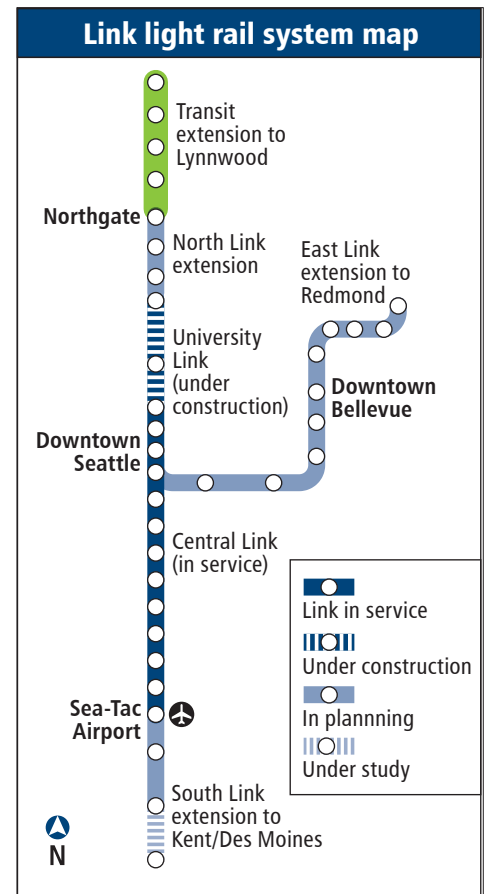 Link light rail system map
Transit
extension to
Lynnwood
Northgate
North Link
extension
East Link
extension to
Redmond
University
Link
(under
construction)
Downtown
Bellevue
Downtown
Seattle
Central Link
(in service)
Link in service
Under construction
In plannning
Under study
Sea-Tac
Airport
South Link
extension to
Kent/Des Moines
N